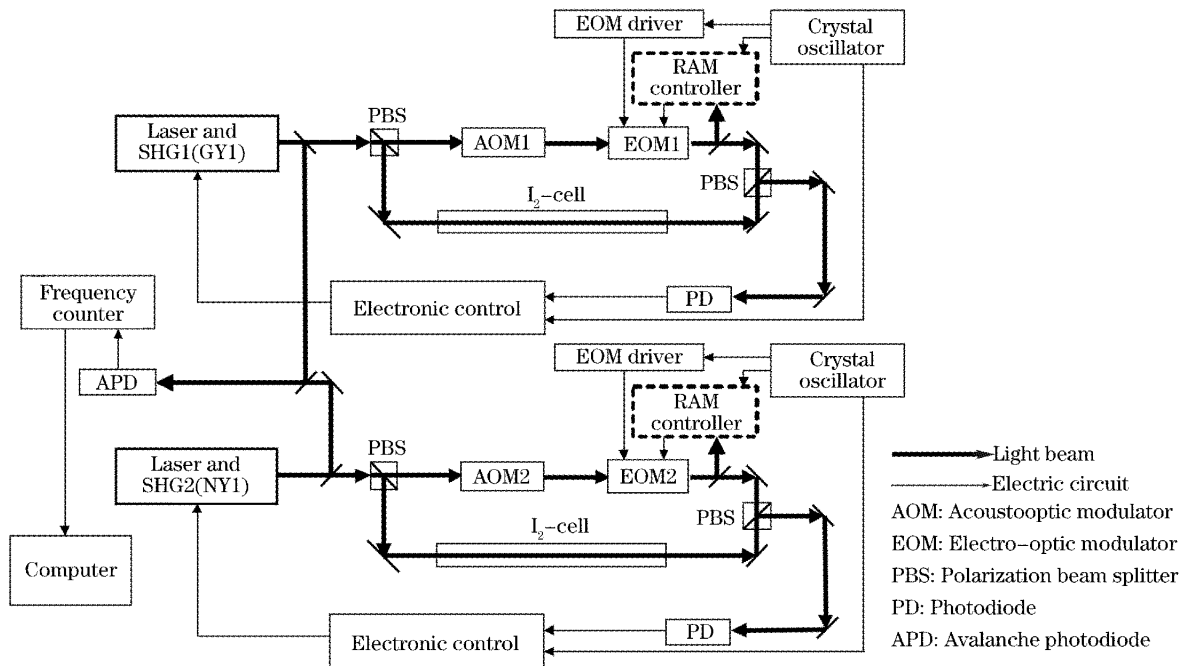 EOM driver
Crystal
oscillator
RAM
controller
PBS
Laser and
SHG1(GY1)
AOM1
EOM1
PBS
I₂−cell
Frequency
counter
Electronic control
PD
APD
EOM driver
Crystal
oscillator
RAM
controller
PBS
Laser and
SHG2(NY1)
AOM2
EOM2
PBS
I₂−cell
Computer
Electronic control
PD
Light beam
Electric circuit
AOM: Acoustooptic modulator
EOM: Electro−optic modulator
PBS: Polarization beam splitter
PD: Photodiode
APD: Avalanche photodiode